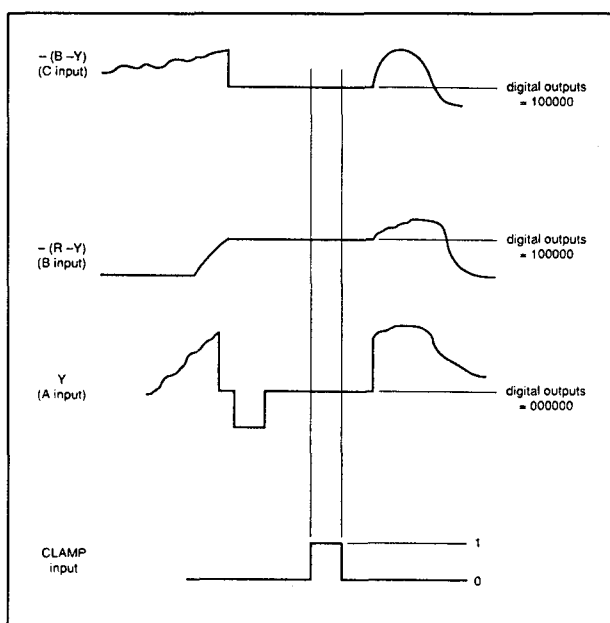 – (B –Y)
(C input)
digital outputs
= 100000
– (R –Y)
(B input)
digital outputs
= 100000
Y
(A input)
digital outputs
= 000000
CLAMP
input
1
0